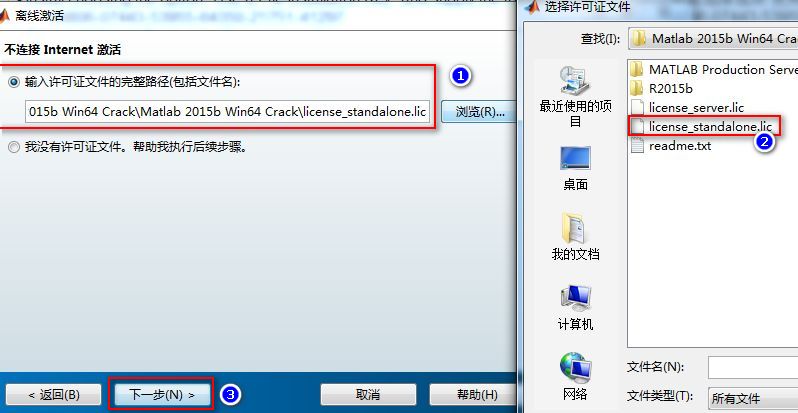 离线激活
不连接 Internet 激活
输入许可证文件的完整路径(包括文件名):
1
015b Win64 Crack\Matlab 2015b Win64 Crack\license_standalone.lic
浏览(R)...
我没有许可证文件。帮助我执行后续步骤。
< 返回(B)
下一步(N) >
3
取消
帮助(H)
选择许可证文件
查找(I):
Matlab 2015b Win64 Crack
最近使用的项目
桌面
我的文档
计算机
网络
MATLAB Production Serve
R2015b
license_server.lic
license_standalone.lic
2
readme.txt
文件名(N):
文件类型(T):
所有文件